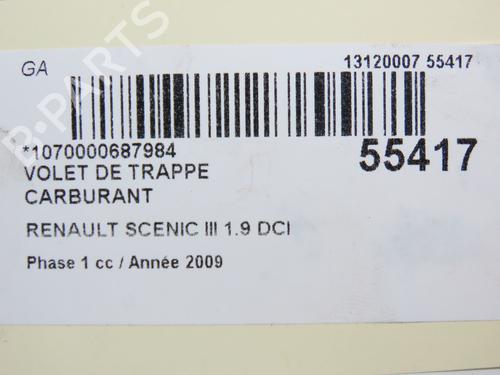 GA
13120007 55417
*1070000687984
55417
VOLET DE TRAPPE
CARBURANT
RENAULT SCENIC III 1.9 DCI
Phase 1 cc / Année 2009
B-PARTS